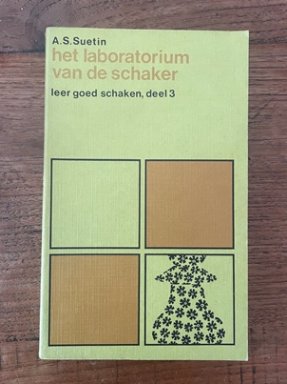 A.S.Suetin
het laboratorium
van de schaker
leer goed schaken, deel 3